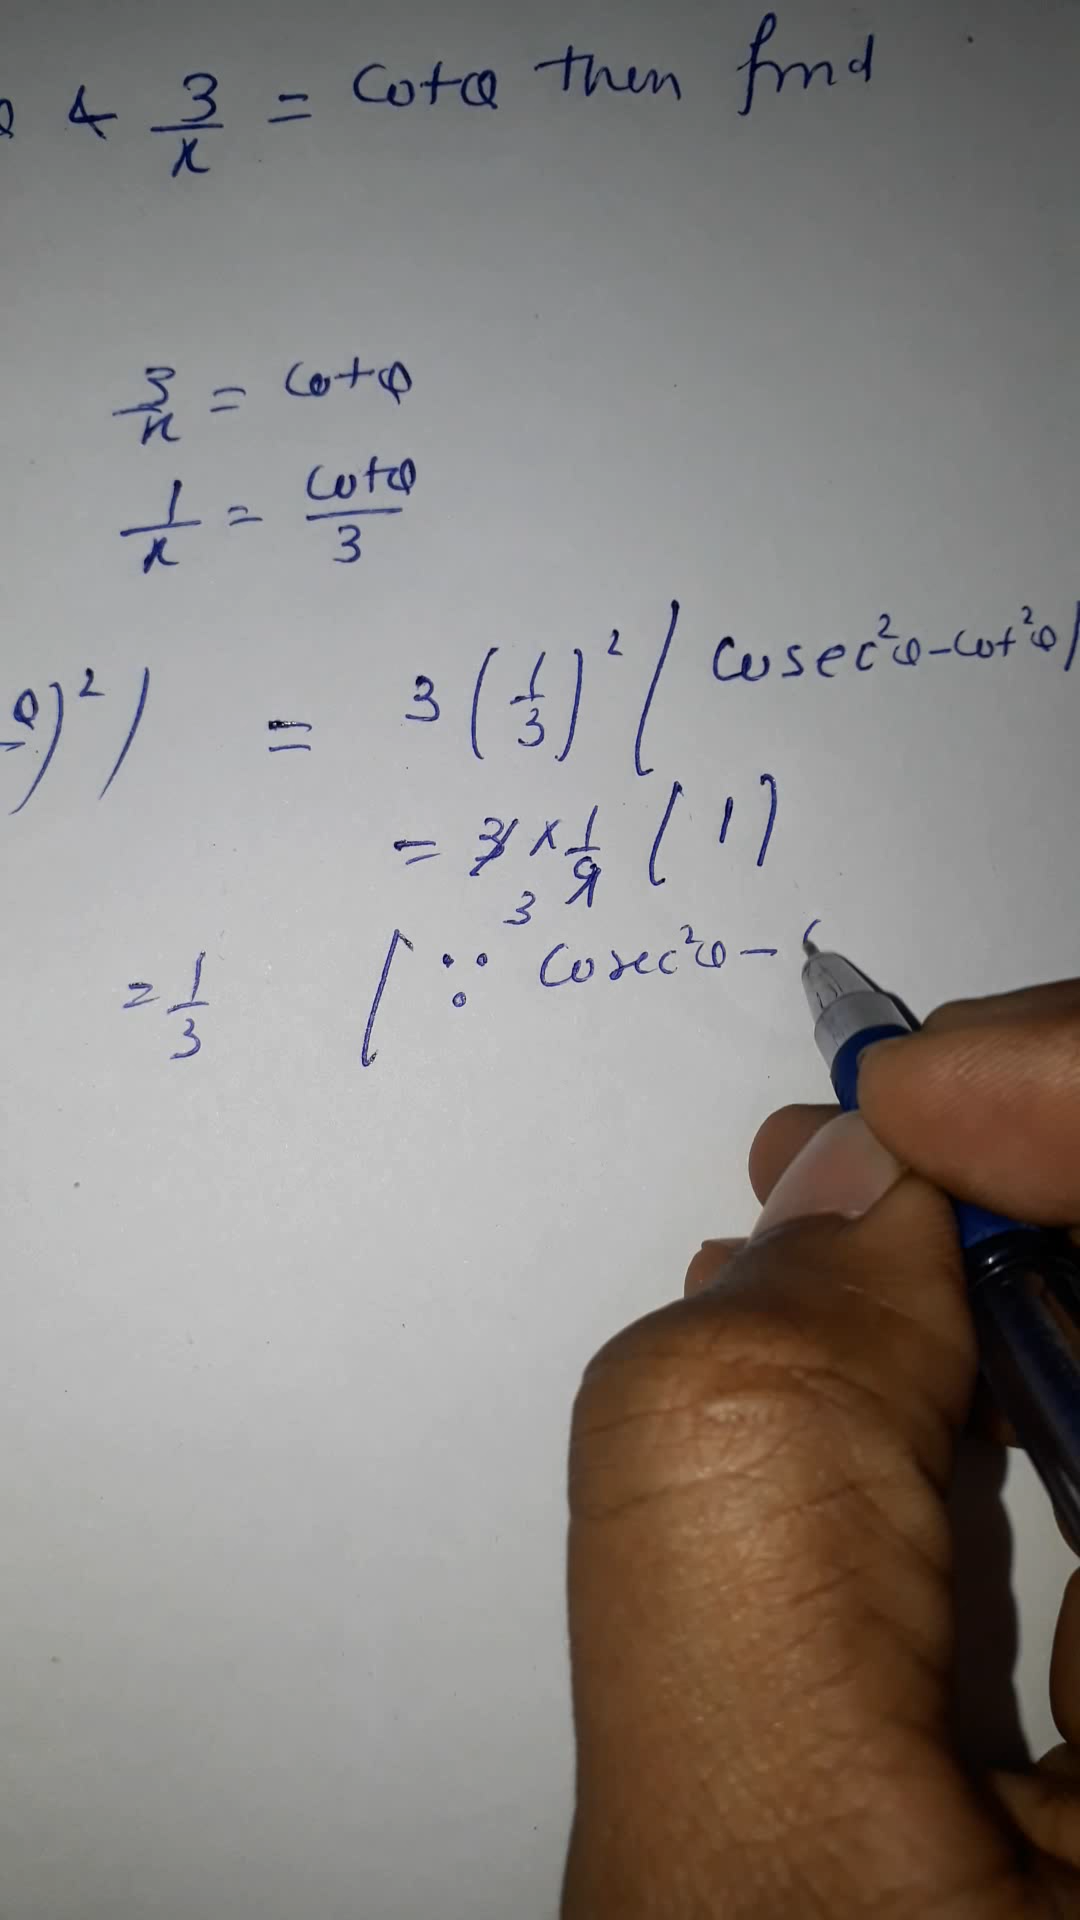 & 3/x = cotθ then find
3/x = cotθ
1/x = cotθ/3
θ)²) = 3(1/3)² (cosec²θ-cot²θ)
= 3 × 1/9 (1) 3
= 1/3 (∵ cosec²θ -